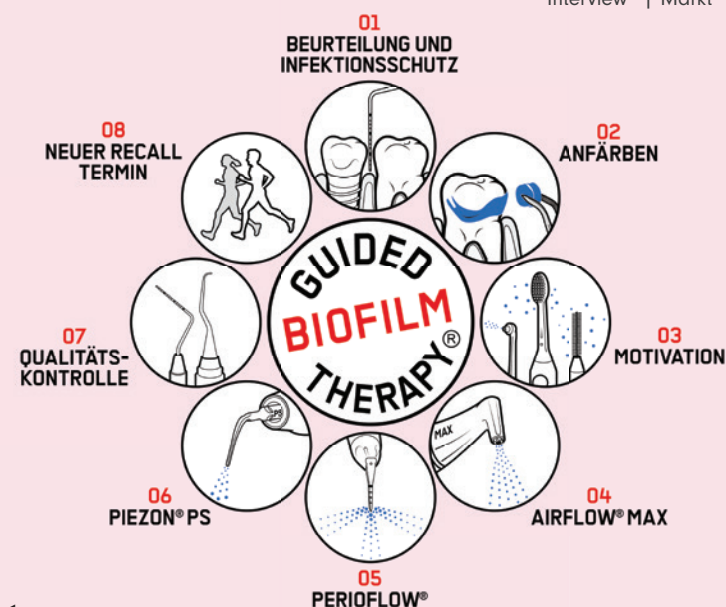 Interview | Markt
01
BEURTEILUNG UND
INFEKTIONSSCHUTZ
02
ANFÄRBEN
03
MOTIVATION
04
AIRFLOW® MAX
05
PERIOFLOW®
06
PIEZON® PS
07
QUALITÄTS-
KONTROLLE
08
NEUER RECALL
TERMIN
GUIDED
BIOFILM
THERAPY®
MAX
PS